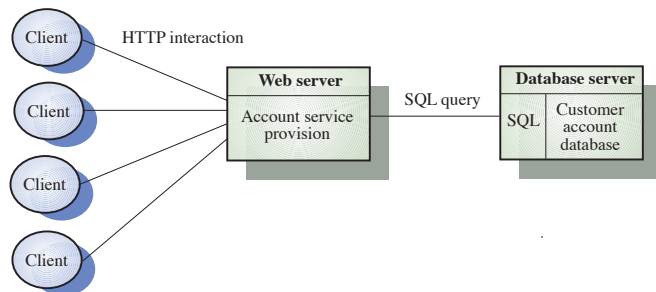 Client
HTTP interaction
Client
Client
Client
Web server
Account service
provision
SQL query
Database server
SQL
Customer
account
database